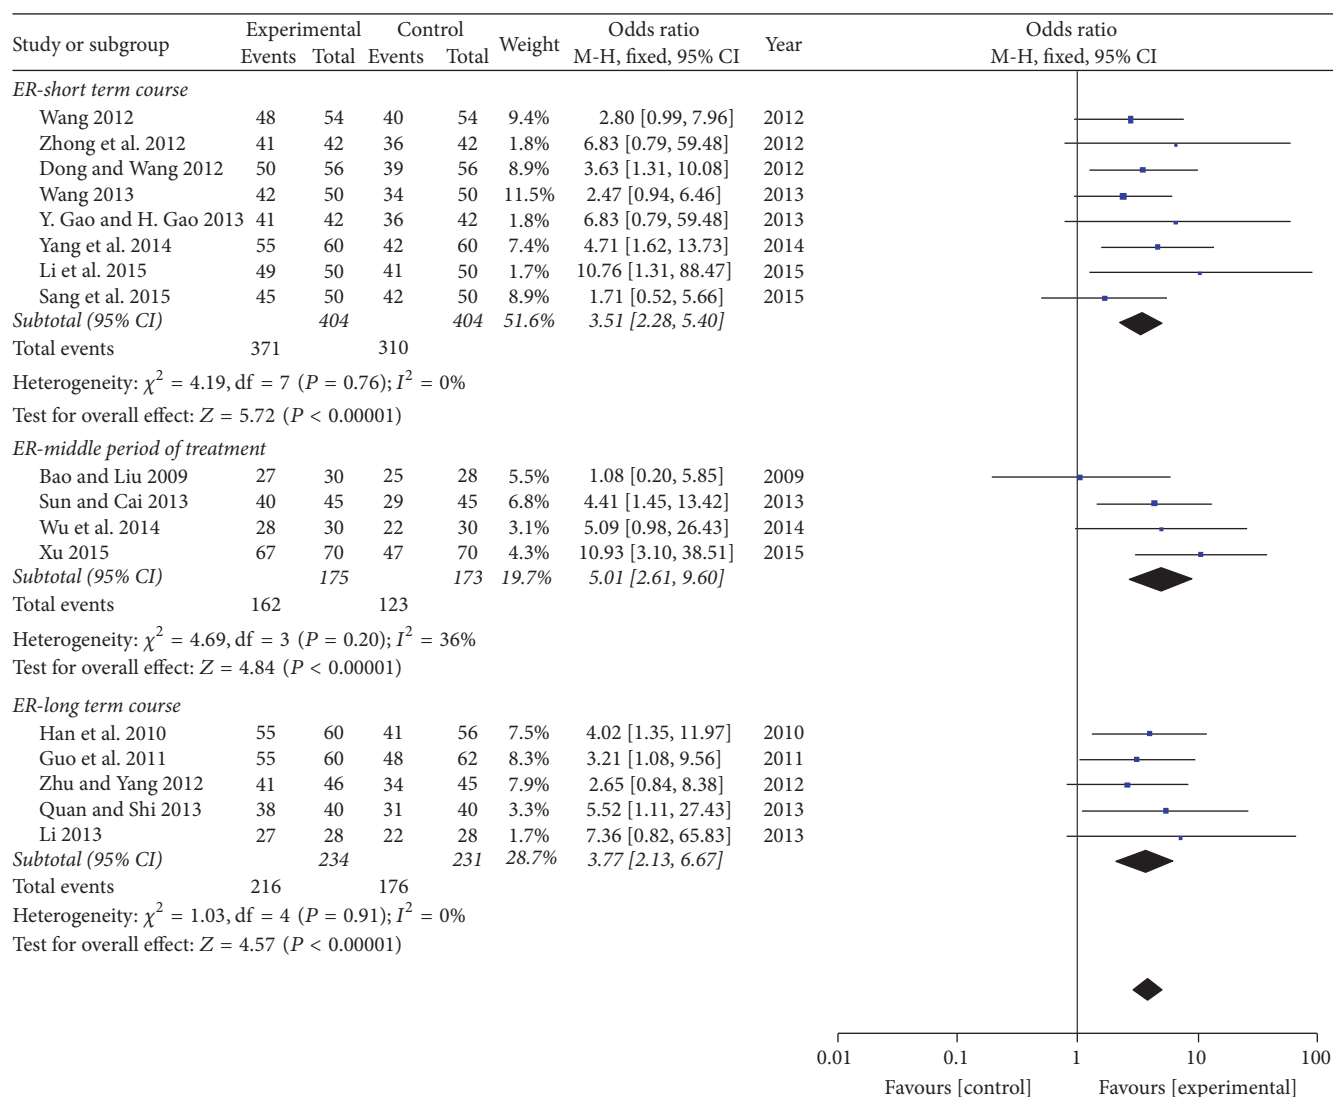 Study or subgroup Experimental Control Weight Odds ratio Year Odds ratio
Events Total Events Total M-H, fixed, 95% CI M-H, fixed, 95% CI
ER-short term course
Wang 2012 48 54 40 54 9.4% 2.80 [0.99, 7.96] 2012
Zhong et al. 2012 41 42 36 42 1.8% 6.83 [0.79, 59.48] 2012
Dong and Wang 2012 50 56 39 56 8.9% 3.63 [1.31, 10.08] 2012
Wang 2013 42 50 34 50 11.5% 2.47 [0.94, 6.46] 2013
Y. Gao and H. Gao 2013 41 42 36 42 1.8% 6.83 [0.79, 59.48] 2013
Yang et al. 2014 55 60 42 60 7.4% 4.71 [1.62, 13.73] 2014
Li et al. 2015 49 50 41 50 1.7% 10.76 [1.31, 88.47] 2015
Sang et al. 2015 45 50 42 50 8.9% 1.71 [0.52, 5.66] 2015
Subtotal (95% CI) 404 404 51.6% 3.51 [2.28, 5.40]
Total events 371 310
Heterogeneity: χ² = 4.19, df = 7 (P = 0.76); I² = 0%
Test for overall effect: Z = 5.72 (P < 0.00001)
ER-middle period of treatment
Bao and Liu 2009 27 30 25 28 5.5% 1.08 [0.20, 5.85] 2009
Sun and Cai 2013 40 45 29 45 6.8% 4.41 [1.45, 13.42] 2013
Wu et al. 2014 28 30 22 30 3.1% 5.09 [0.98, 26.43] 2014
Xu 2015 67 70 47 70 4.3% 10.93 [3.10, 38.51] 2015
Subtotal (95% CI) 175 173 19.7% 5.01 [2.61, 9.60]
Total events 162 123
Heterogeneity: χ² = 4.69, df = 3 (P = 0.20); I² = 36%
Test for overall effect: Z = 4.84 (P < 0.00001)
ER-long term course
Han et al. 2010 55 60 41 56 7.5% 4.02 [1.35, 11.97] 2010
Guo et al. 2011 55 60 48 62 8.3% 3.21 [1.08, 9.56] 2011
Zhu and Yang 2012 41 46 34 45 7.9% 2.65 [0.84, 8.38] 2012
Quan and Shi 2013 38 40 31 40 3.3% 5.52 [1.11, 27.43] 2013
Li 2013 27 28 22 28 1.7% 7.36 [0.82, 65.83] 2013
Subtotal (95% CI) 234 231 28.7% 3.77 [2.13, 6.67]
Total events 216 176
Heterogeneity: χ² = 1.03, df = 4 (P = 0.91); I² = 0%
Test for overall effect: Z = 4.57 (P < 0.00001)
0.01 0.1 1 10 100
Favours [control] Favours [experimental]